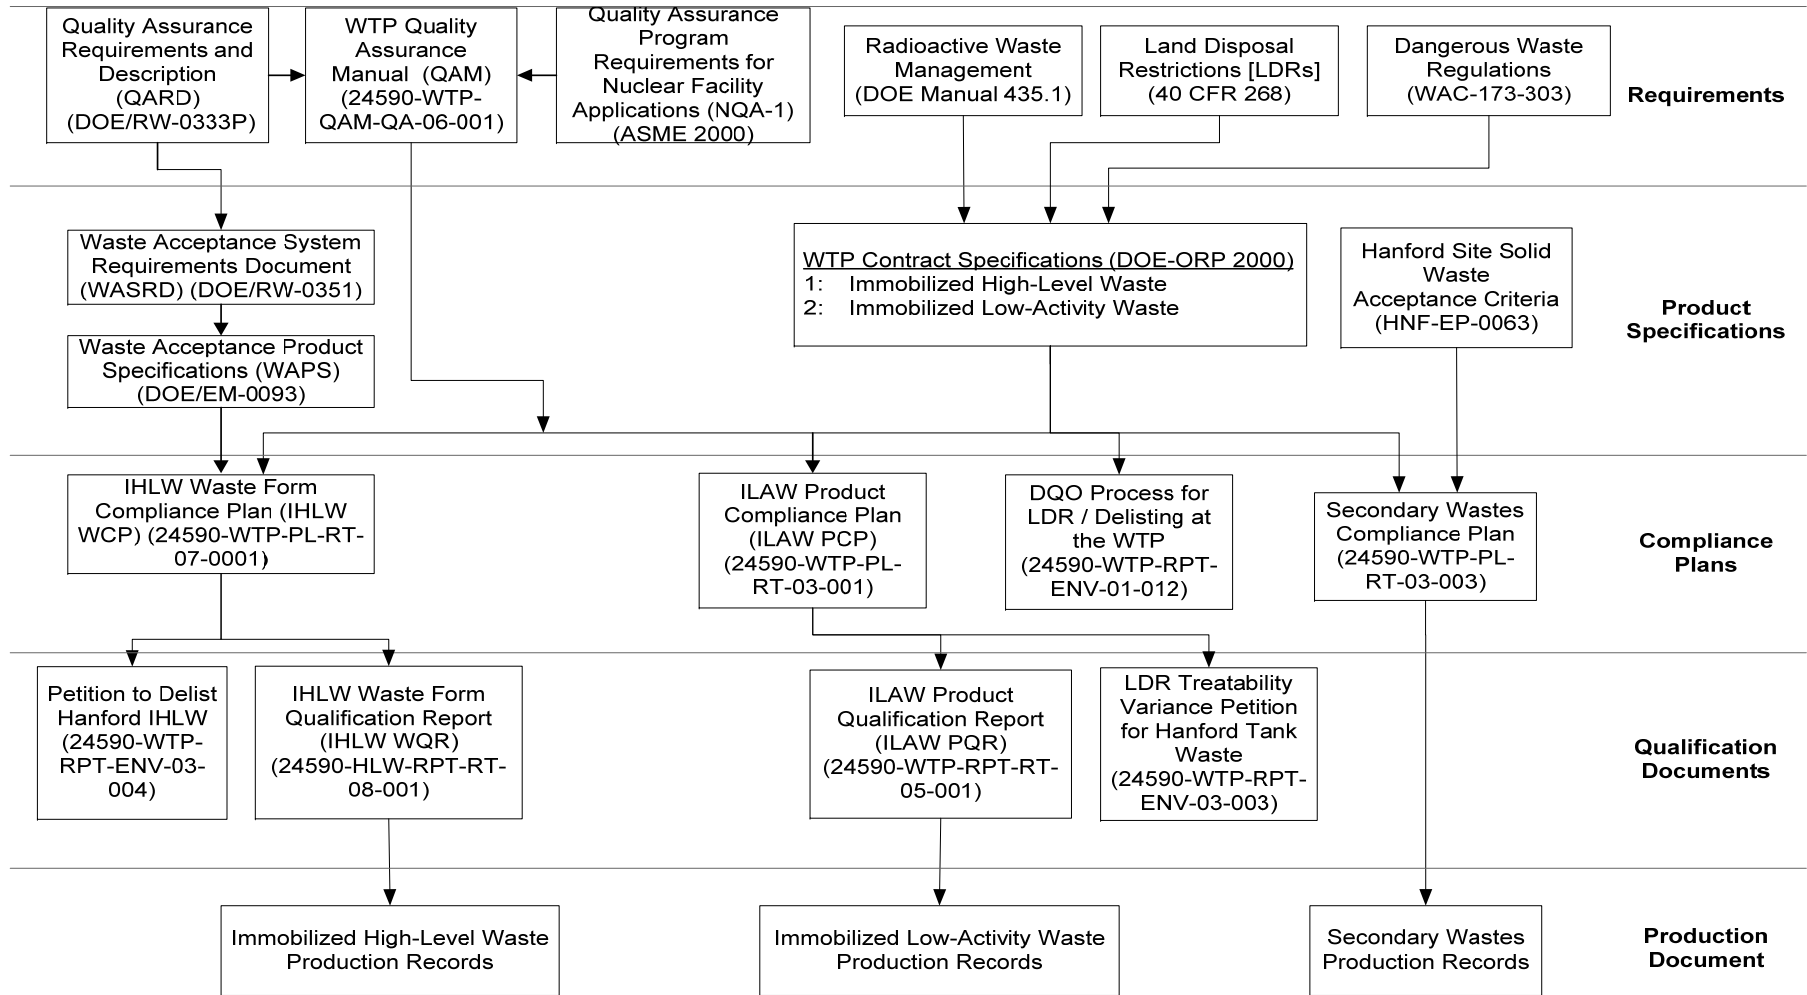 Quality Assurance
Requirements and
Description
(QARD)
(DOE/RW-0333P)
WTP Quality
Assurance
Manual (QAM)
(24590-WTP-
QAM-QA-06-001)
Quality Assurance
Program
Requirements for
Nuclear Facility
Applications (NQA-1)
(ASME 2000)
Radioactive Waste
Management
(DOE Manual 435.1)
Land Disposal
Restrictions [LDRs]
(40 CFR 268)
Dangerous Waste
Regulations
(WAC-173-303)
Requirements
Waste Acceptance System
Requirements Document
(WASRD) (DOE/RW-0351)
Waste Acceptance Product
Specifications (WAPS)
(DOE/EM-0093)
WTP Contract Specifications (DOE-ORP 2000)
1: Immobilized High-Level Waste
2: Immobilized Low-Activity Waste
Hanford Site Solid
Waste
Acceptance Criteria
(HNF-EP-0063)
Product
Specifications
IHLW Waste Form
Compliance Plan (IHLW
WCP) (24590-WTP-PL-RT-
07-0001)
ILAW Product
Compliance Plan
(ILAW PCP)
(24590-WTP-PL-
RT-03-001)
DQO Process for
LDR / Delisting at
the WTP
(24590-WTP-RPT-
ENV-01-012)
Secondary Wastes
Compliance Plan
(24590-WTP-PL-
RT-03-003)
Compliance
Plans
Petition to Delist
Hanford IHLW
(24590-WTP-
RPT-ENV-03-
004)
IHLW Waste Form
Qualification Report
(IHLW WQR)
(24590-HLW-RPT-RT-
08-001)
ILAW Product
Qualification Report
(ILAW PQR)
(24590-WTP-RPT-RT-
05-001)
LDR Treatability
Variance Petition
for Hanford Tank
Waste
(24590-WTP-RPT-
ENV-03-003)
Qualification
Documents
Immobilized High-Level Waste
Production Records
Immobilized Low-Activity Waste
Production Records
Secondary Wastes
Production Records
Production
Document